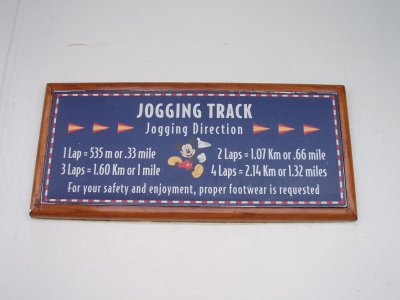 JOGGING TRACK
Jogging Direction
1 Lap = 535 m or .33 mile 2 Laps = 1.07 Km or .66 mile
3 Laps = 1.60 Km or 1 mile 4 Laps = 2.14 Km or 1.32 miles
For your safety and enjoyment, proper footwear is requested